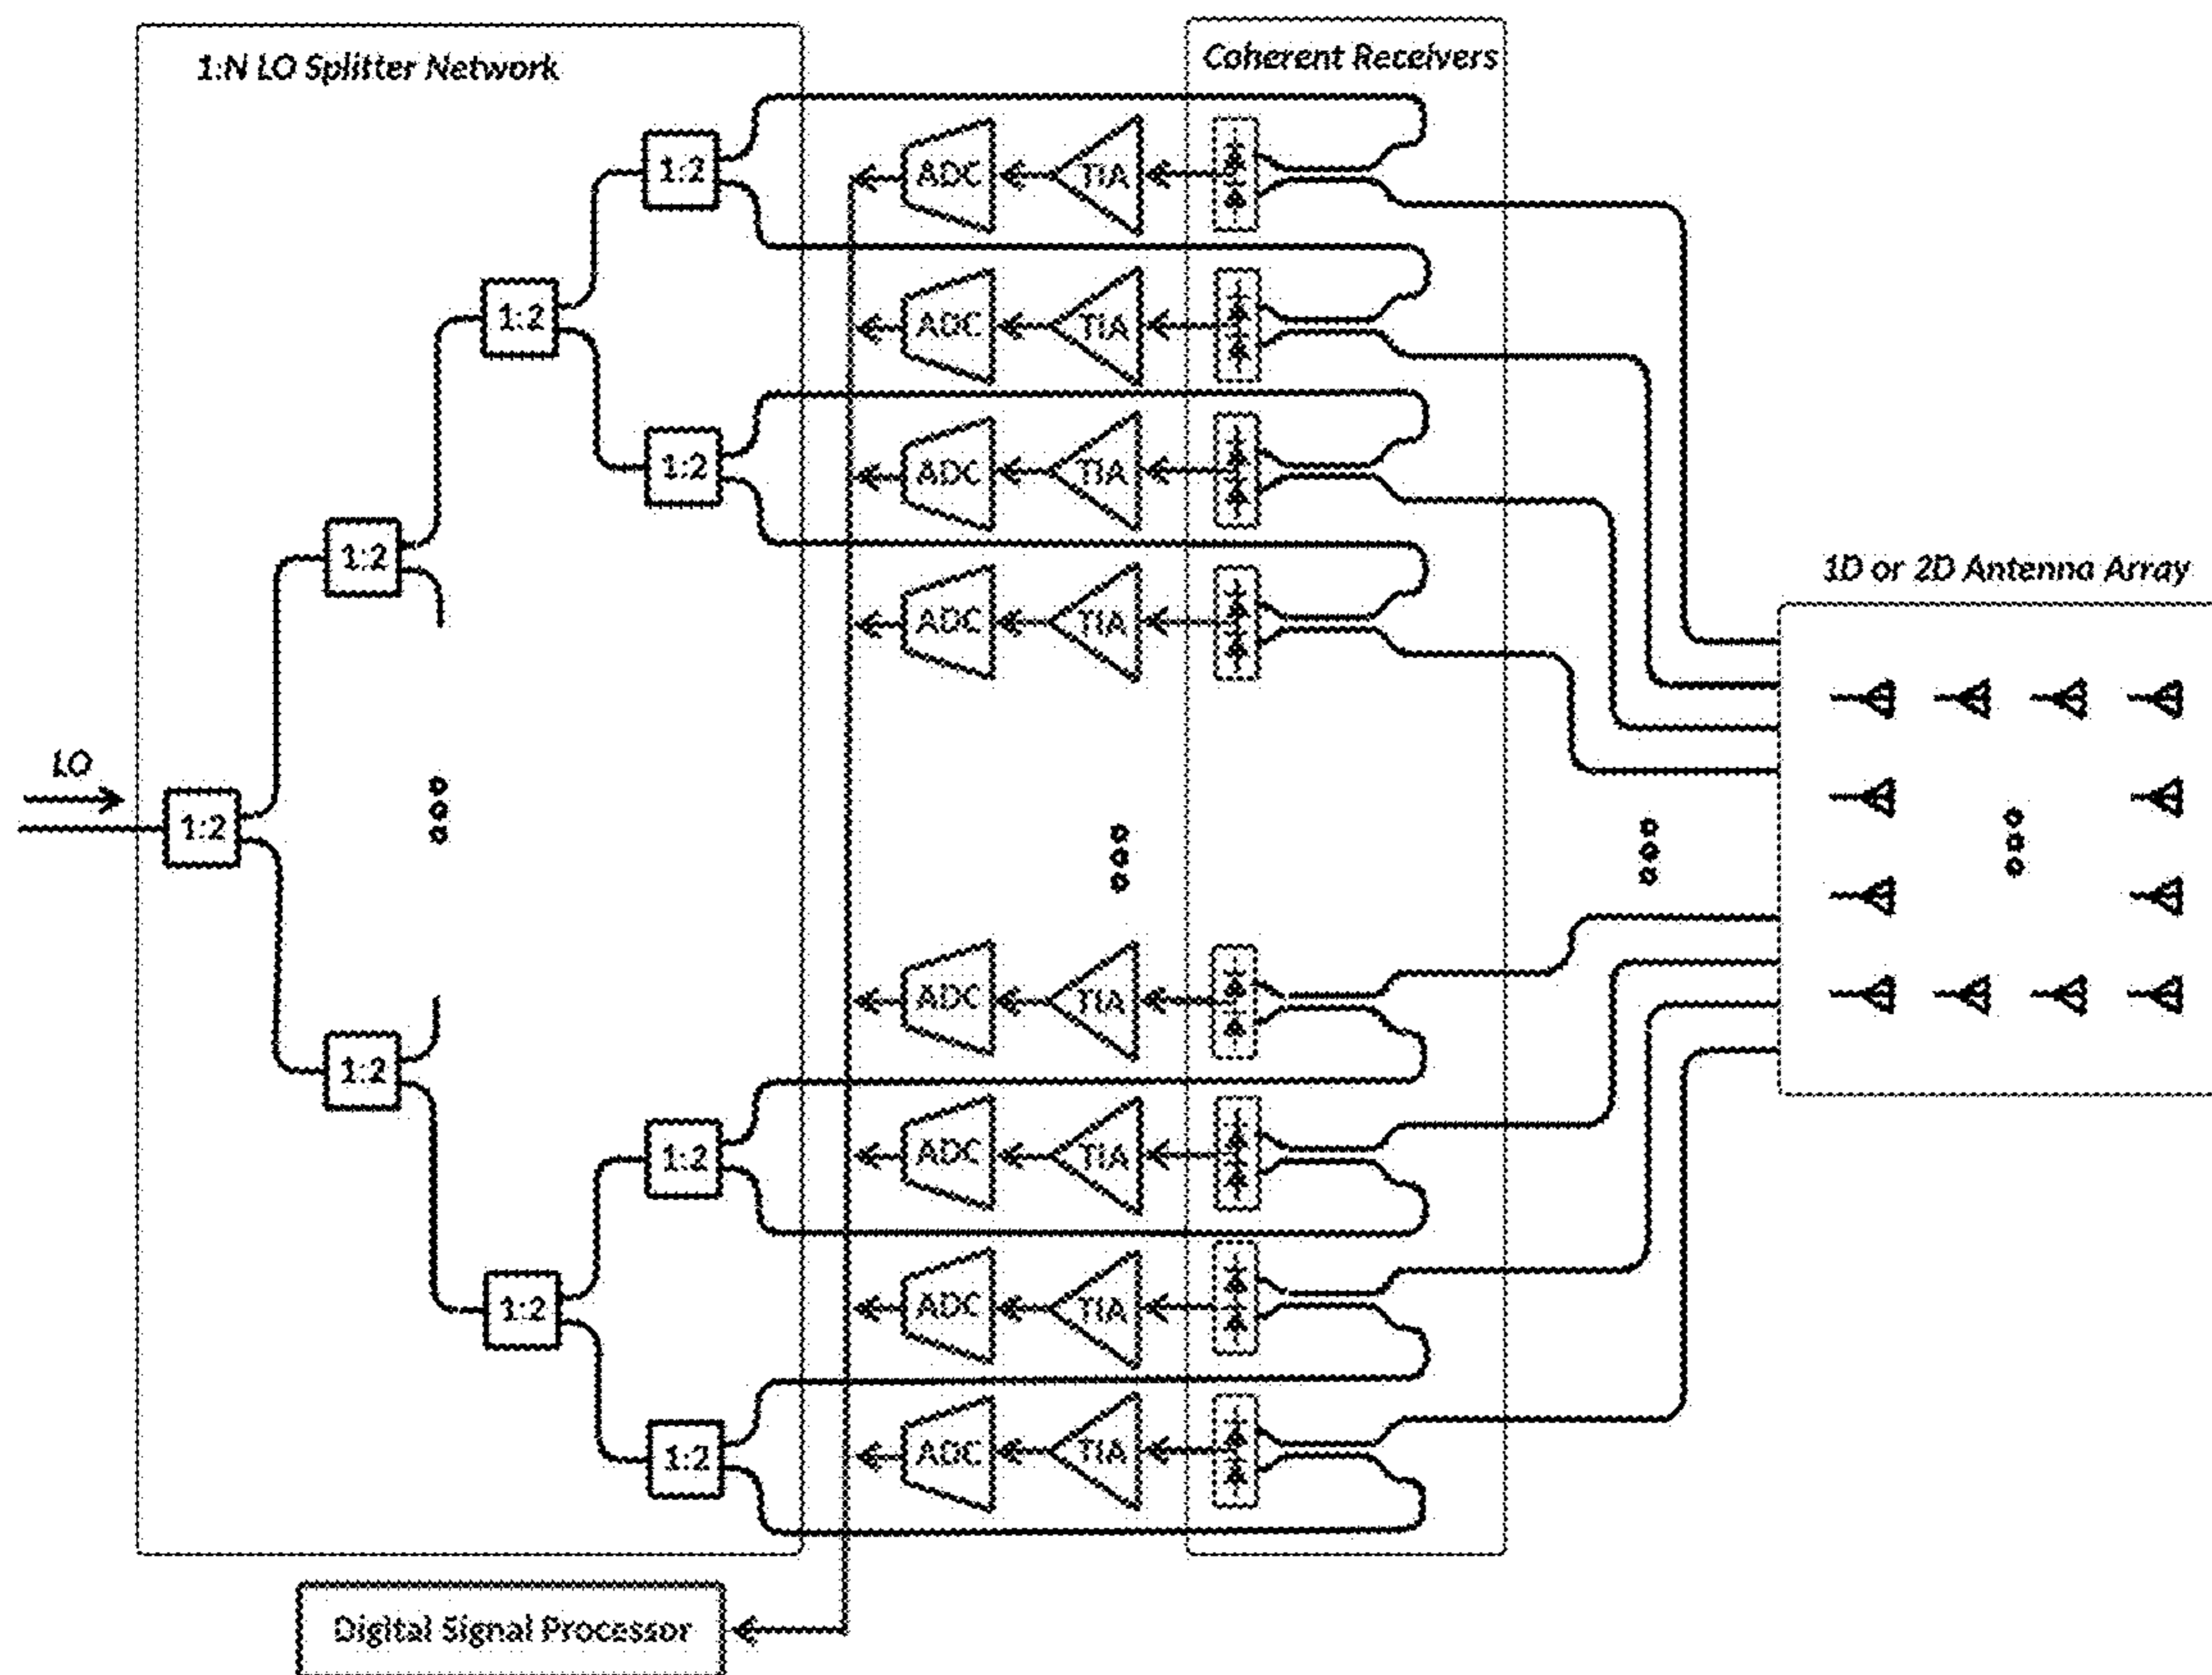 1:N LO Splitter Network
Coherent Receivers
1:2
ADC
TIA
1:2
ADC
TIA
1:2
ADC
TIA
1:2
1D or 2D Antenna Array
ADC
TIA
LO
1:2
ADC
TIA
1:2
1:2
ADC
TIA
1:2
ADC
TIA
1:2
ADC
TIA
Digital Signal Processor